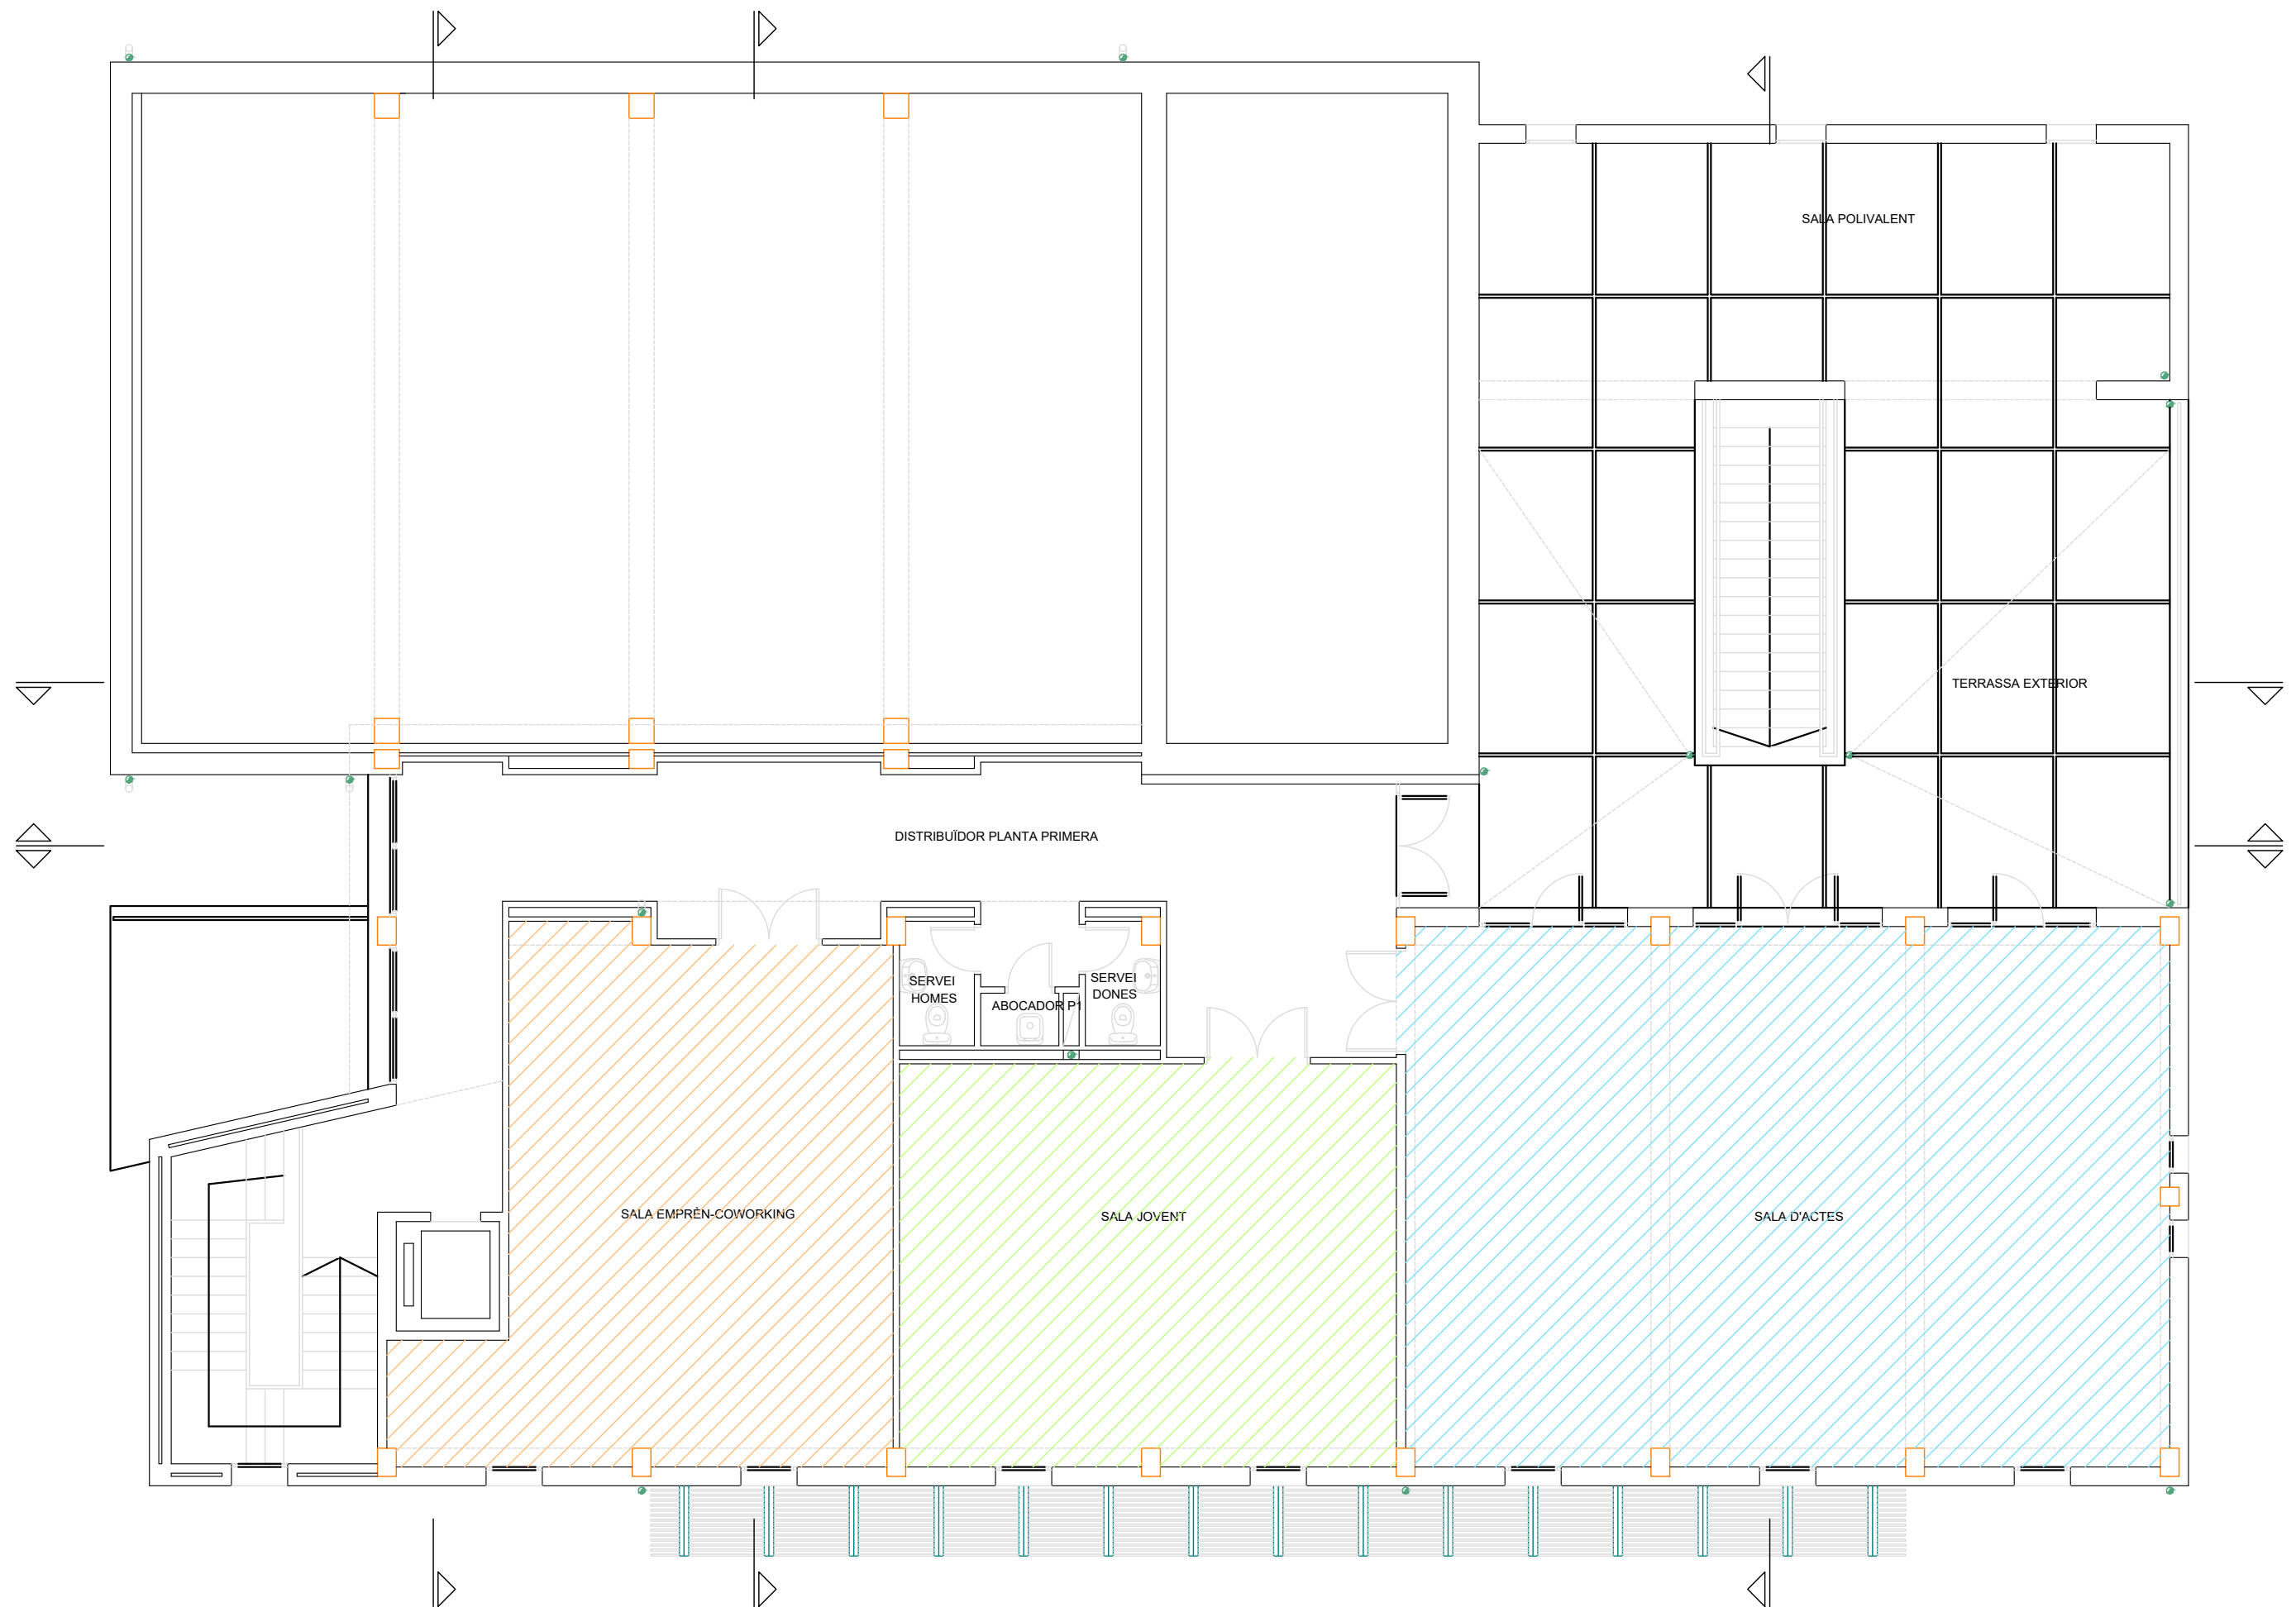 SALA POLIVALENT
TERRASSA EXTERIOR
DISTRIBUÏDOR PLANTA PRIMERA
SERVEI
HOMES
ABOCADOR P1
SERVEI
DONES
SALA EMPRÈN-COWORKING
SALA JOVENT
SALA D'ACTES